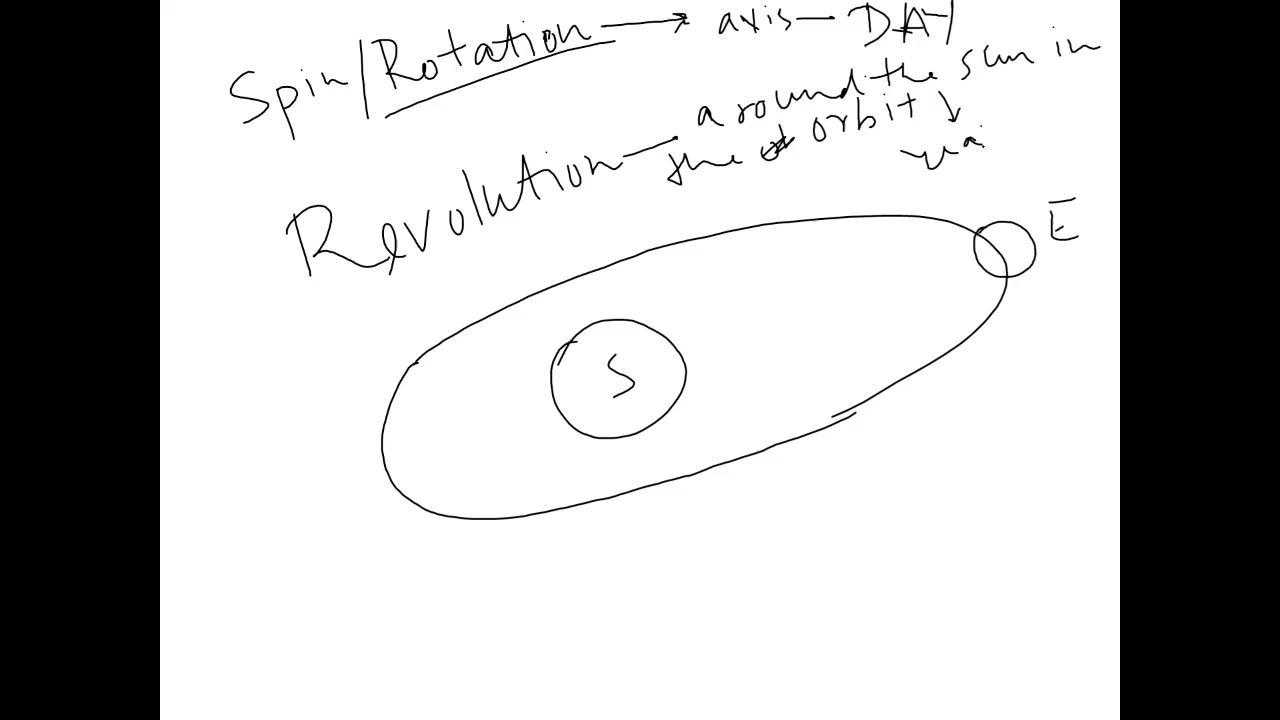 Spin/Rotation → axis — DAY
Revolution — around the sun in
the orbit ↓
E
S